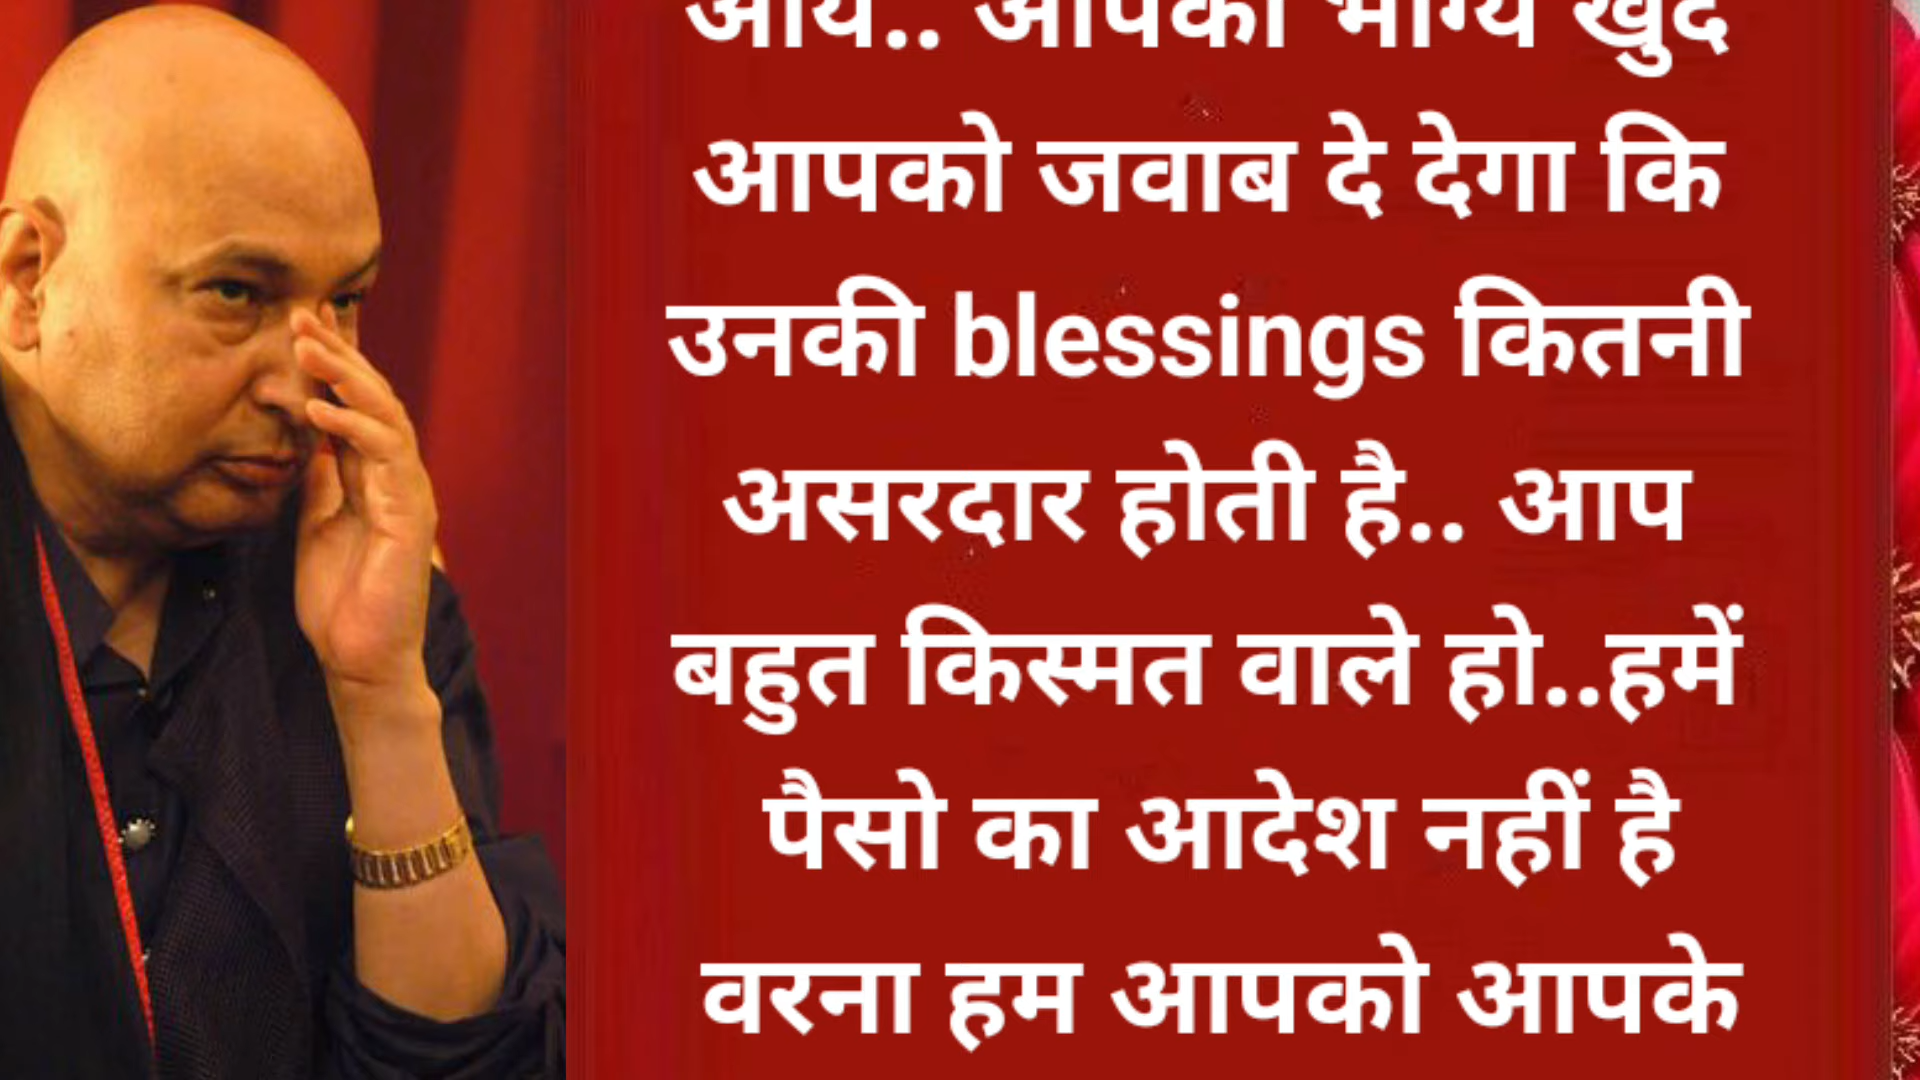 आये.. आपका भाग्य खुद
आपको जवाब दे देगा कि
उनकी blessings कितनी
असरदार होती है.. आप
बहुत किस्मत वाले हो..हमें
पैसो का आदेश नहीं है
वरना हम आपको आपके